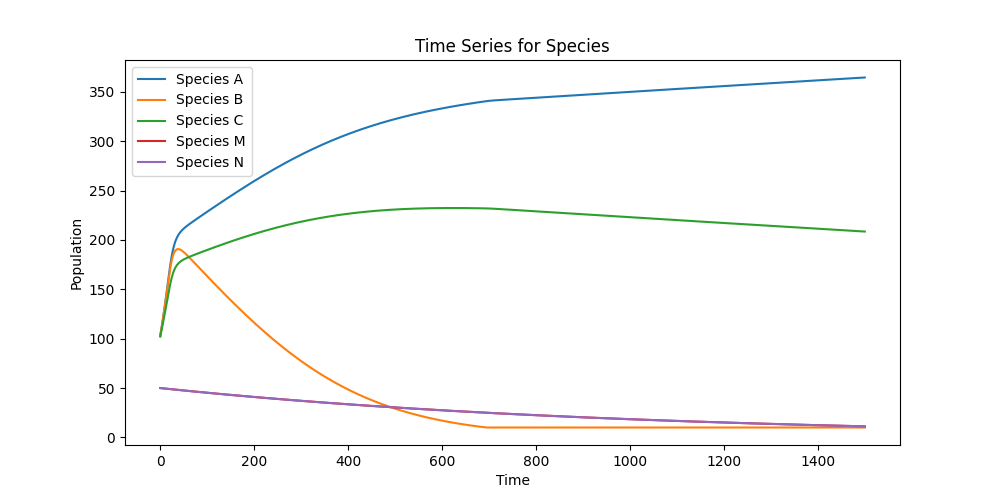 Time Series for Species
Species A
Species B
Species C
Species M
Species N
Population
350
300
250
200
150
100
50
0
0 200 400 600 800 1000 1200 1400
Time